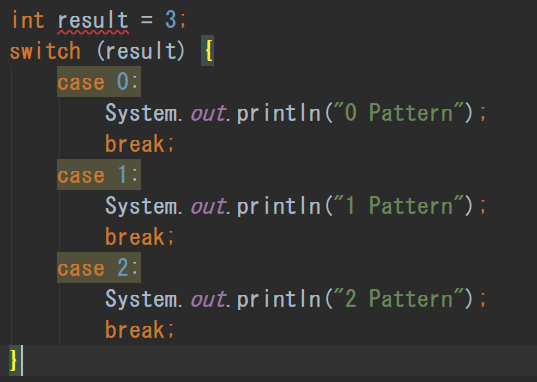 int result = 3;
switch (result) {
    case 0:
        System.out.println("0 Pattern");
        break;
    case 1:
        System.out.println("1 Pattern");
        break;
    case 2:
        System.out.println("2 Pattern");
        break;
}